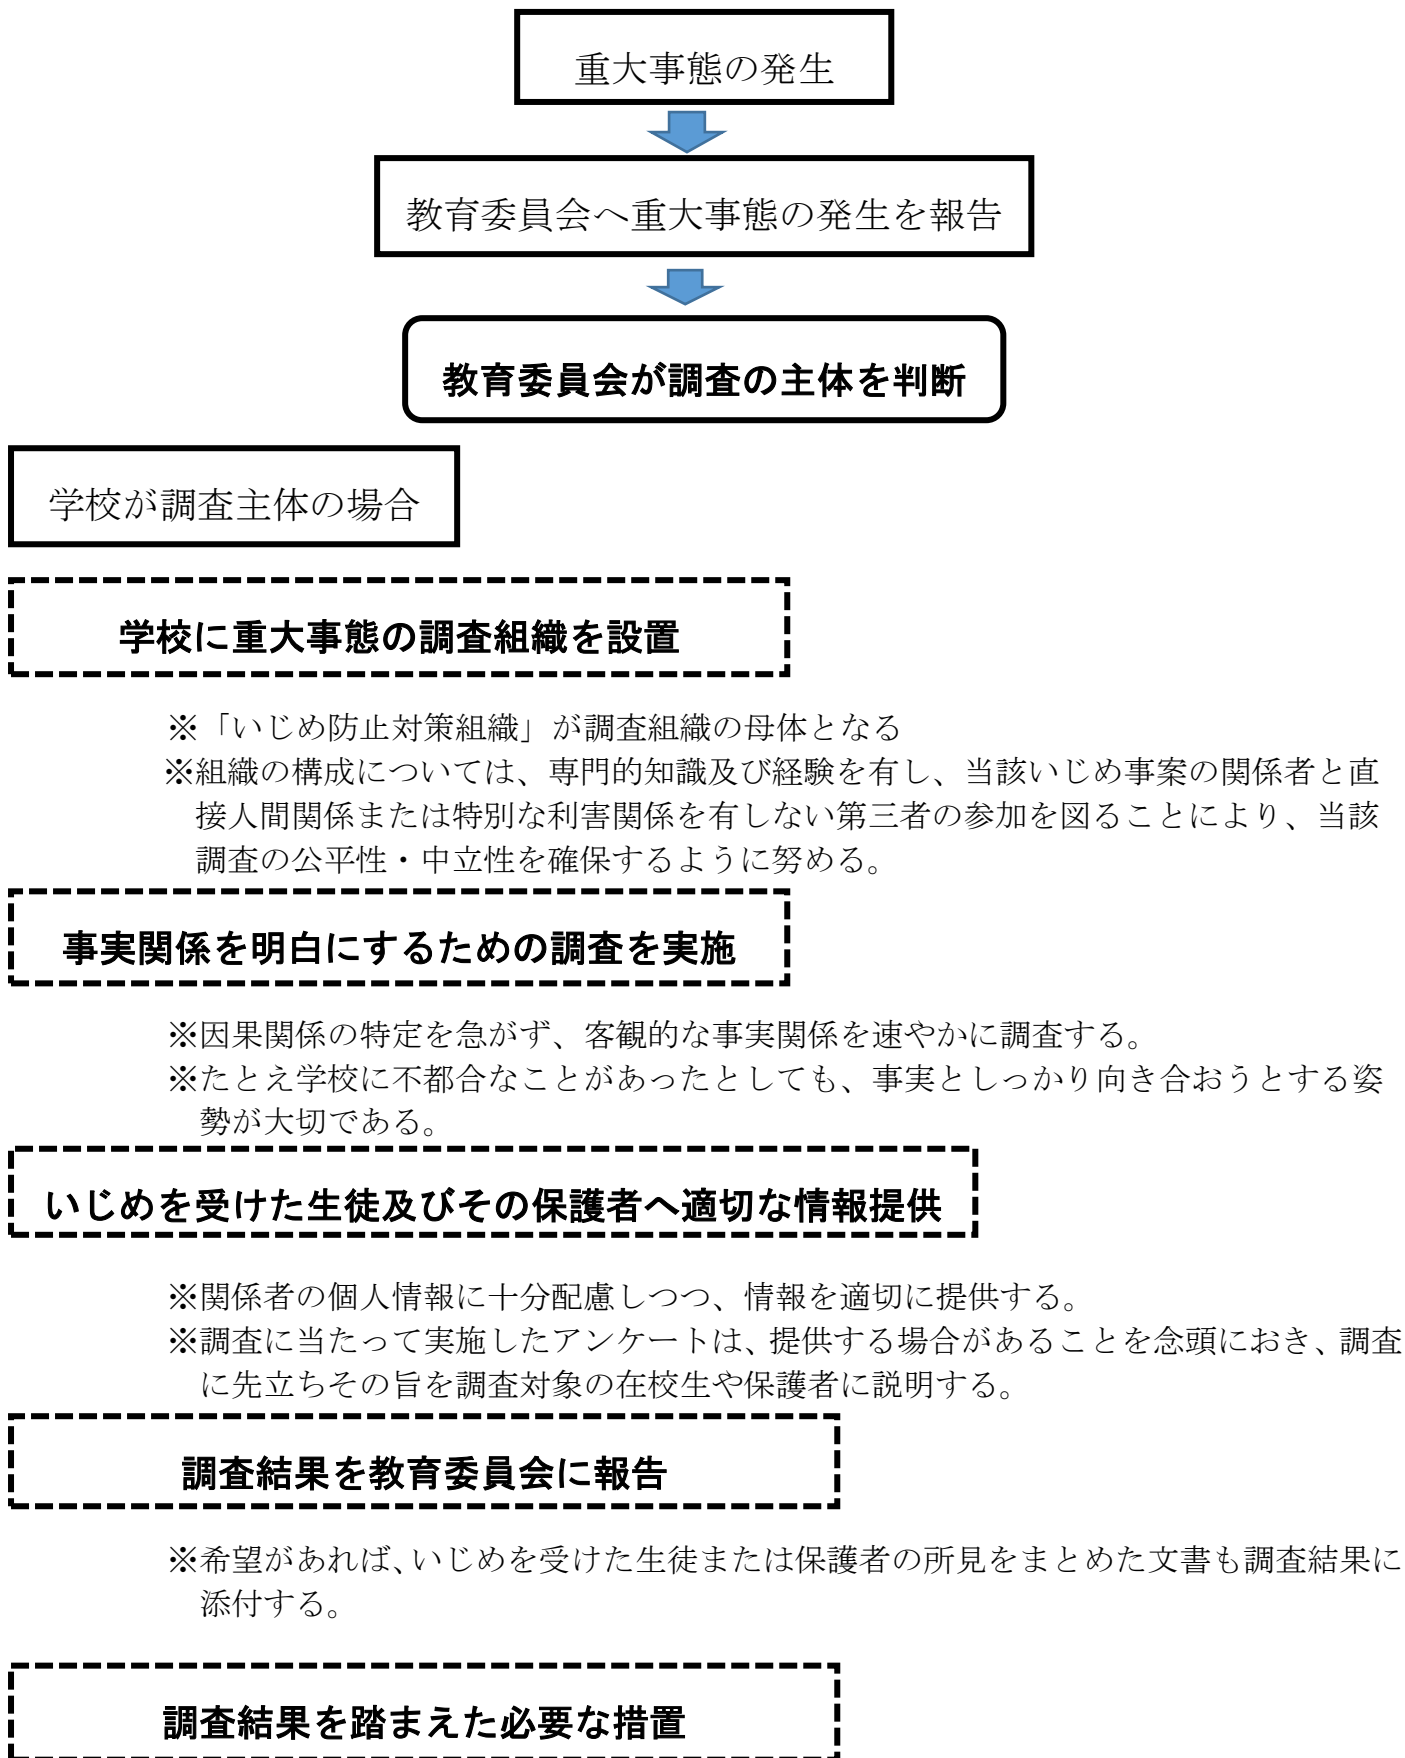 重大事態の発生
教育委員会へ重大事態の発生を報告
教育委員会が調査の主体を判断
学校が調査主体の場合
学校に重大事態の調査組織を設置
※「いじめ防止対策組織」が調査組織の母体となる
※組織の構成については、専門的知識及び経験を有し、当該いじめ事案の関係者と直
接人間関係または特別な利害関係を有しない第三者の参加を図ることにより、当該
調査の公平性・中立性を確保するように努める。
事実関係を明白にするための調査を実施
※因果関係の特定を急がず、客観的な事実関係を速やかに調査する。
※たとえ学校に不都合なことがあったとしても、事実としっかり向き合おうとする姿
勢が大切である。
いじめを受けた生徒及びその保護者へ適切な情報提供
※関係者の個人情報に十分配慮しつつ、情報を適切に提供する。
※調査に当たって実施したアンケートは、提供する場合があることを念頭におき、調査
に先立ちその旨を調査対象の在校生や保護者に説明する。
調査結果を教育委員会に報告
※希望があれば、いじめを受けた生徒または保護者の所見をまとめた文書も調査結果に
添付する。
調査結果を踏まえた必要な措置